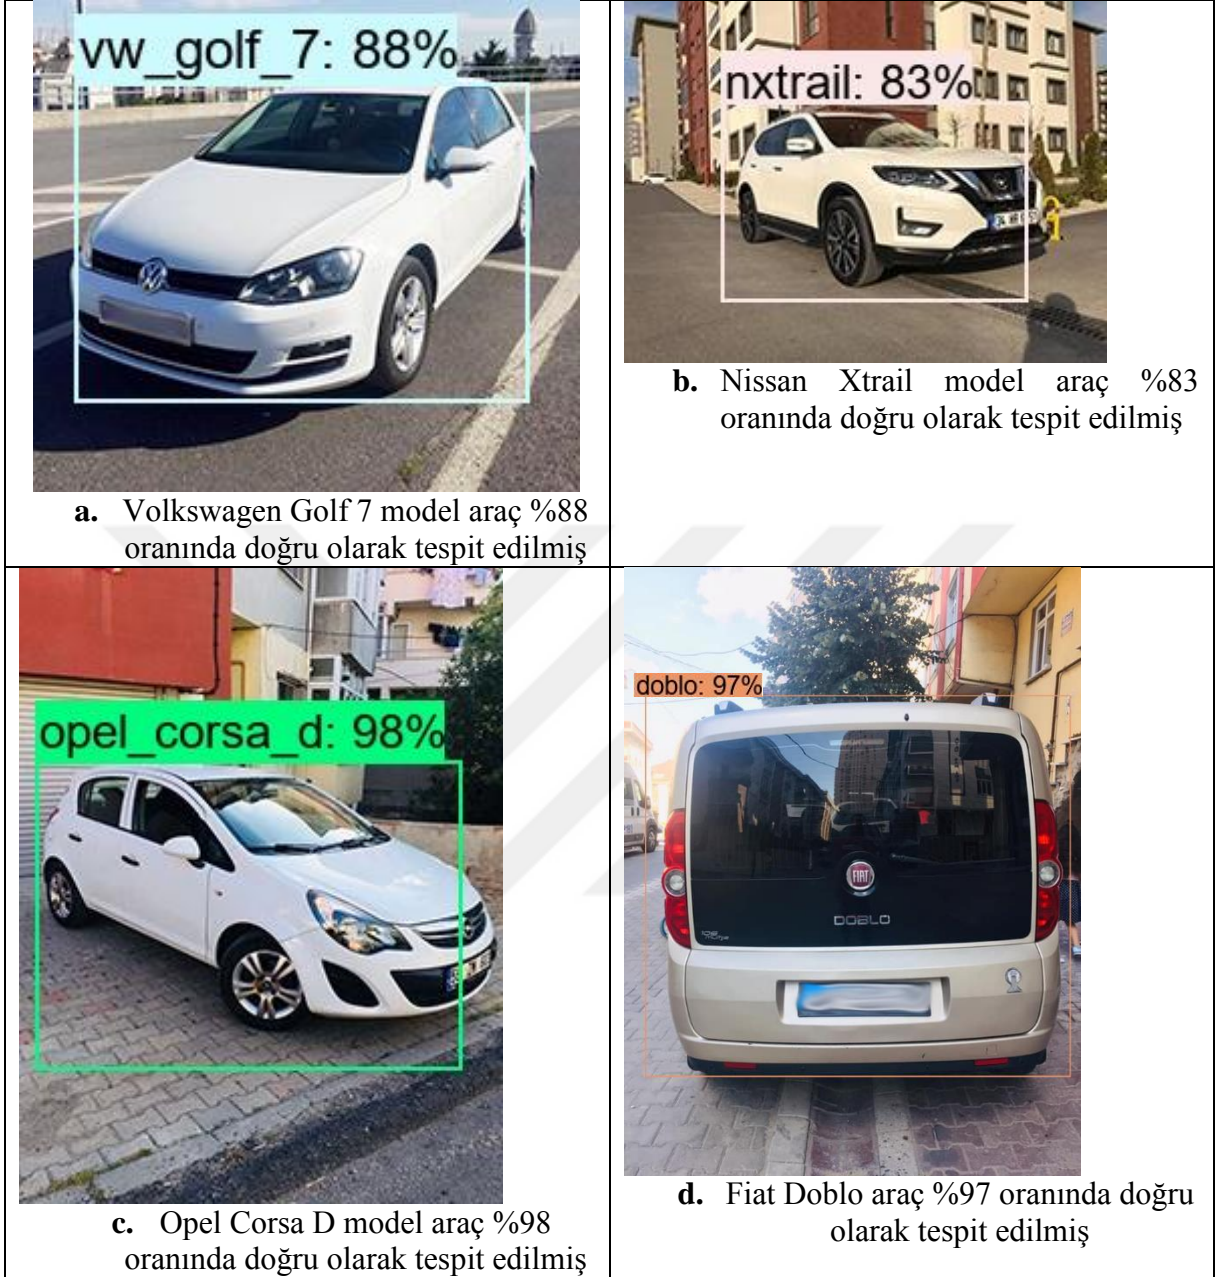 vw_golf_7: 88%
a. Volkswagen Golf 7 model araç %88
oranında doğru olarak tespit edilmiş
nxtrail: 83%
b. Nissan Xtrail model araç %83
oranında doğru olarak tespit edilmiş
opel_corsa_d: 98%
c. Opel Corsa D model araç %98
oranında doğru olarak tespit edilmiş
doblo: 97%
FIAT
DOBLO
d. Fiat Doblo araç %97 oranında doğru
olarak tespit edilmiş